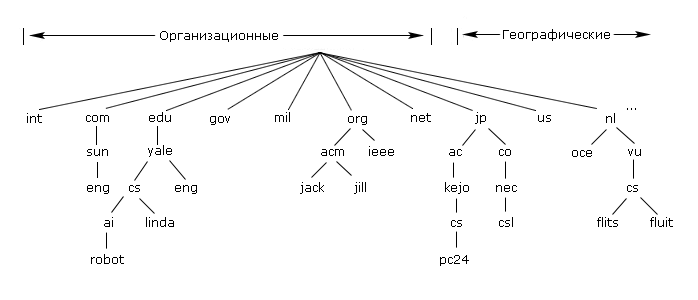 Организационные Географические
int com edu gov mil org net jp us nl ...
sun yale acm ieee ac co oce vu
eng cs eng jack jill kejo nec cs
ai linda cs csl flits fluit
robot pc24